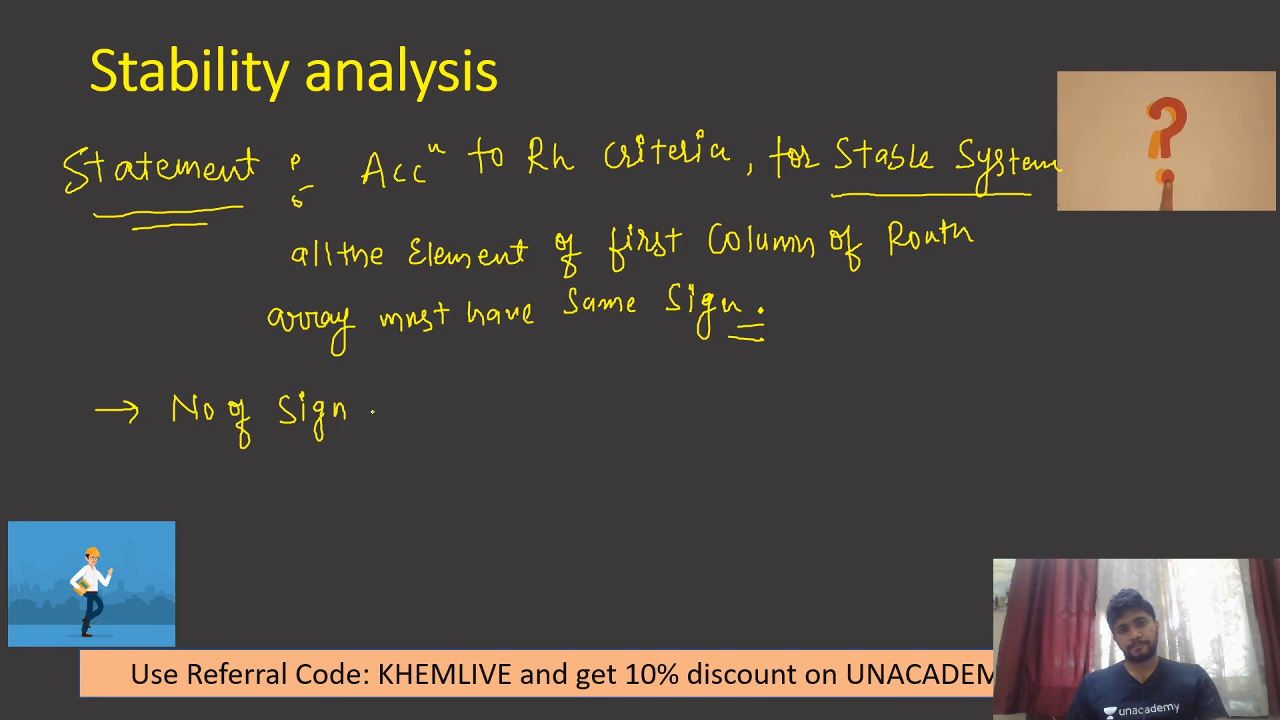 Stability analysis
Statement : Accⁿ to Rh Criteria, for Stable System
all the Element of first Column of Routh
array must have Same Sign.
→ No of Sign
Use Referral Code: KHEMLIVE and get 10% discount on UNACADEM
unacademy